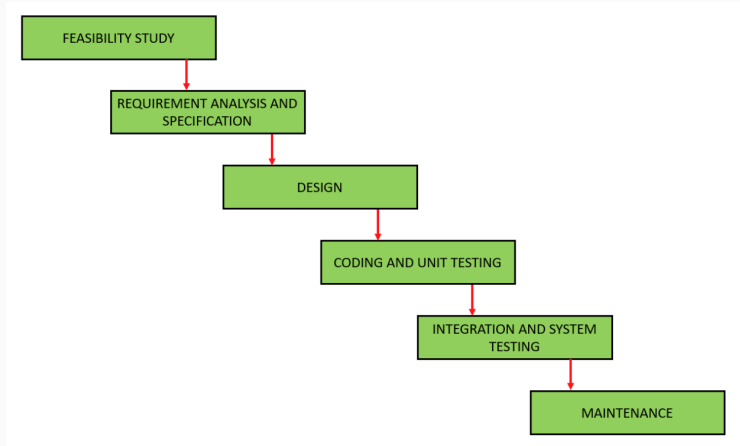 FEASIBILITY STUDY
REQUIREMENT ANALYSIS AND
SPECIFICATION
DESIGN
CODING AND UNIT TESTING
INTEGRATION AND SYSTEM
TESTING
MAINTENANCE